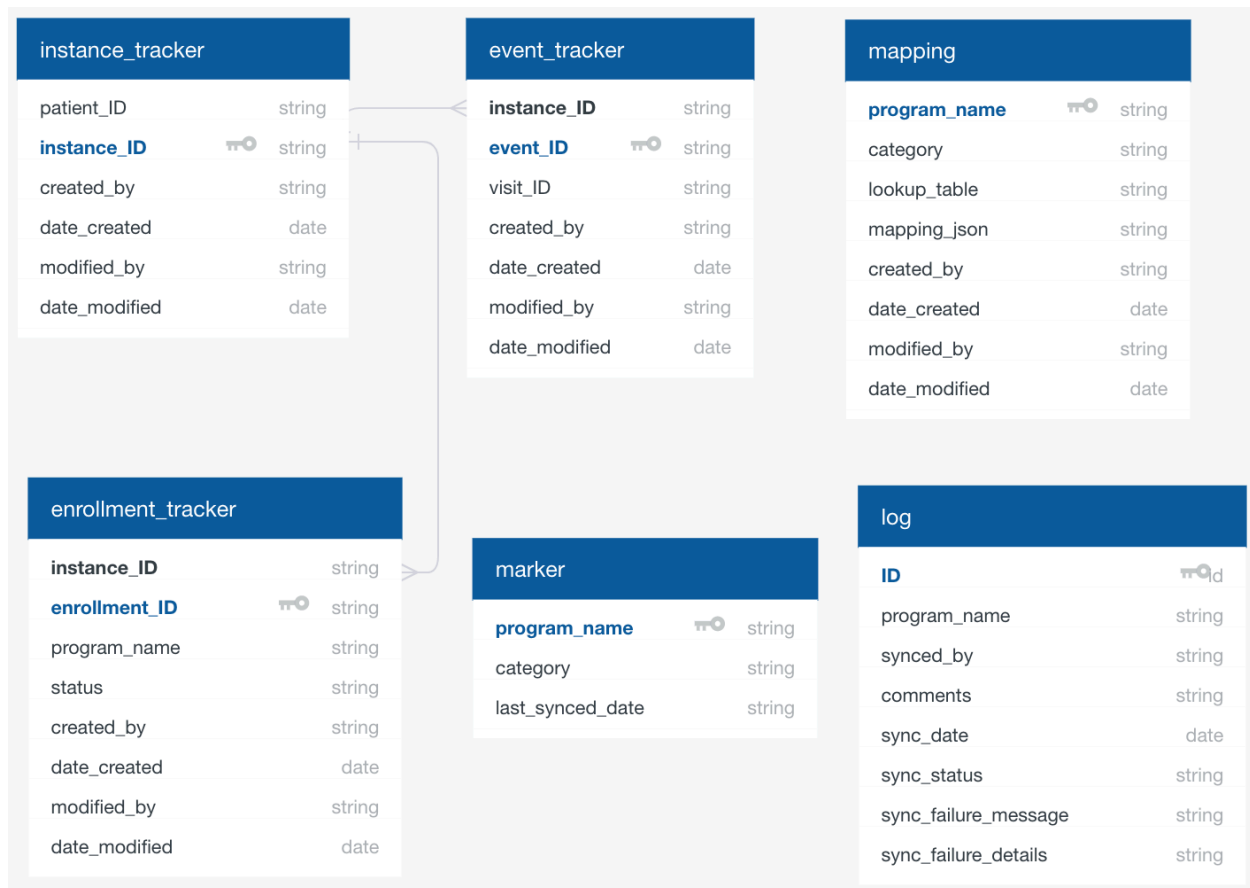 instance_tracker
patient_ID string
instance_ID string
created_by string
date_created date
modified_by string
date_modified date
event_tracker
instance_ID string
event_ID string
visit_ID string
created_by string
date_created date
modified_by string
date_modified date
mapping
program_name string
category string
lookup_table string
mapping_json string
created_by string
date_created date
modified_by string
date_modified date
enrollment_tracker
instance_ID string
enrollment_ID string
program_name string
status string
created_by string
date_created date
modified_by string
date_modified date
marker
program_name string
category string
last_synced_date string
log
ID id
program_name string
synced_by string
comments string
sync_date date
sync_status string
sync_failure_message string
sync_failure_details string